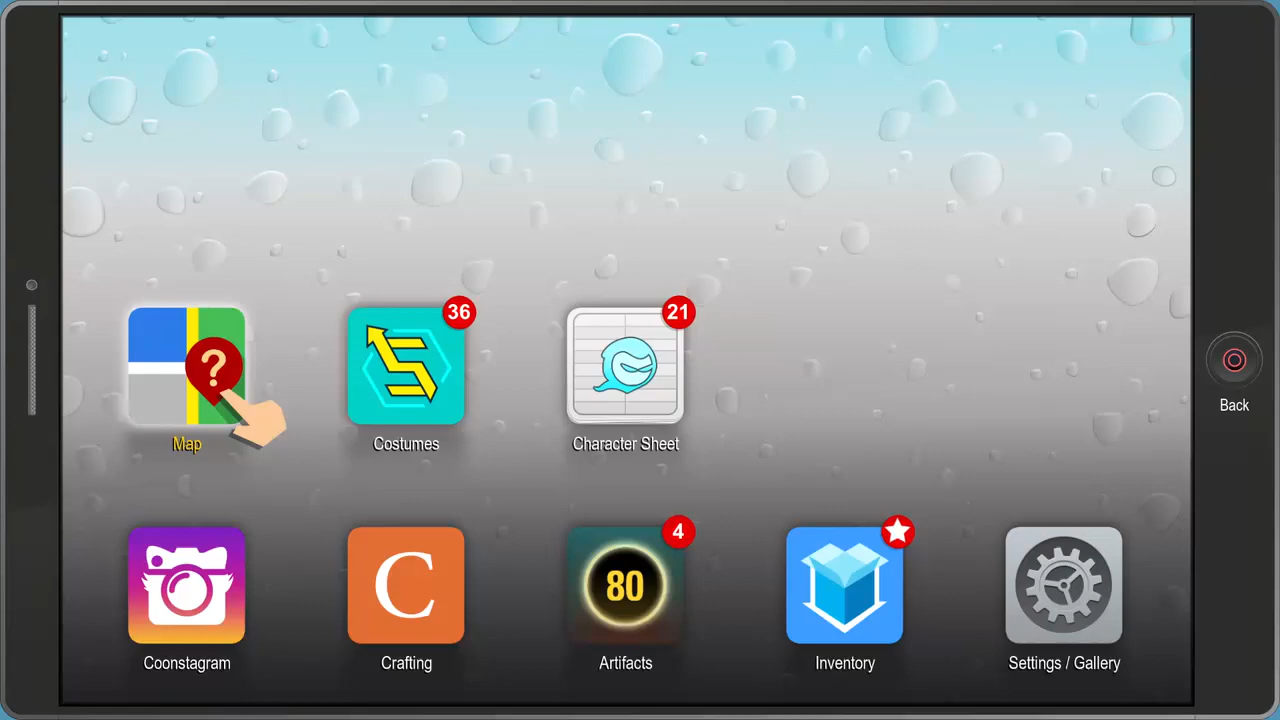 36
21
?
Map
Costumes
Character Sheet
Back
4
C
80
Coonstagram
Crafting
Artifacts
Inventory
Settings / Gallery